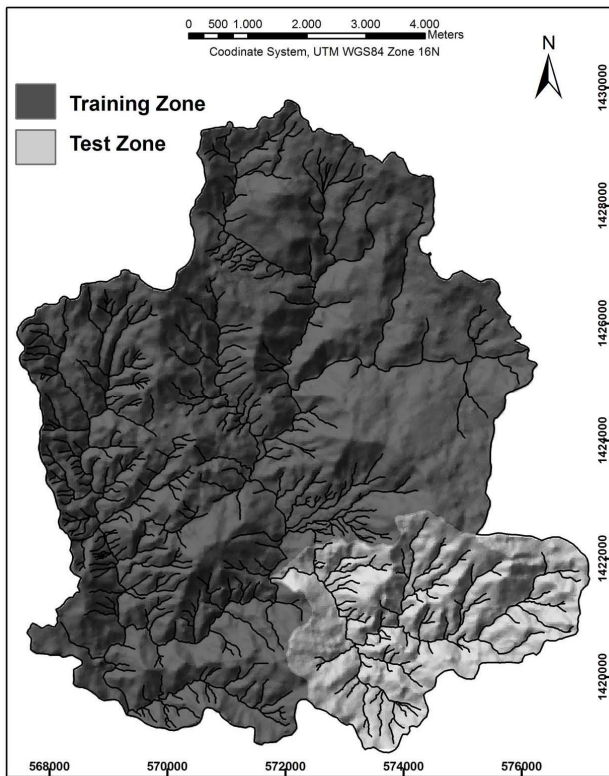 0 500 1.000 2.000 3.000 4.000
Meters
Coodinate System, UTM WGS84 Zone 16N
N
Training Zone
Test Zone
1430000
1428000
1426000
1424000
1422000
1420000
568000 570000 572000 574000 576000